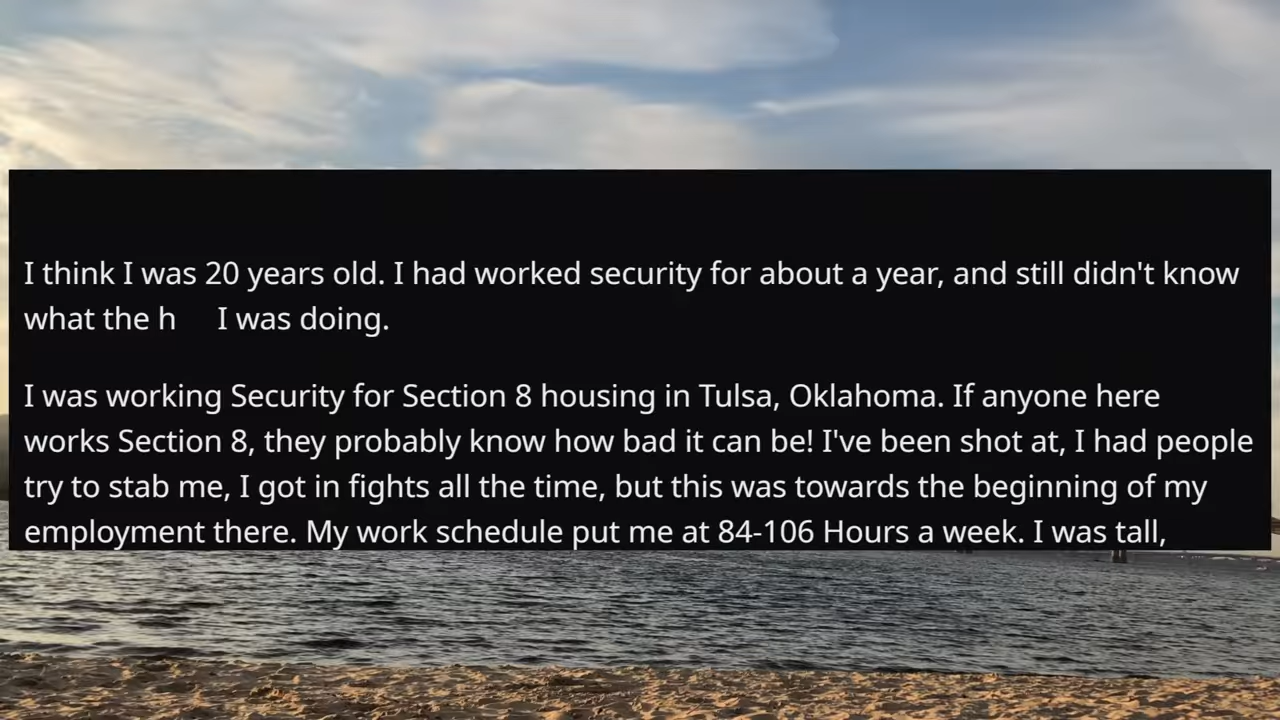 I think I was 20 years old. I had worked security for about a year, and still didn't know
what the h I was doing.
I was working Security for Section 8 housing in Tulsa, Oklahoma. If anyone here
works Section 8, they probably know how bad it can be! I've been shot at, I had people
try to stab me, I got in fights all the time, but this was towards the beginning of my
employment there. My work schedule put me at 84-106 Hours a week. I was tall,